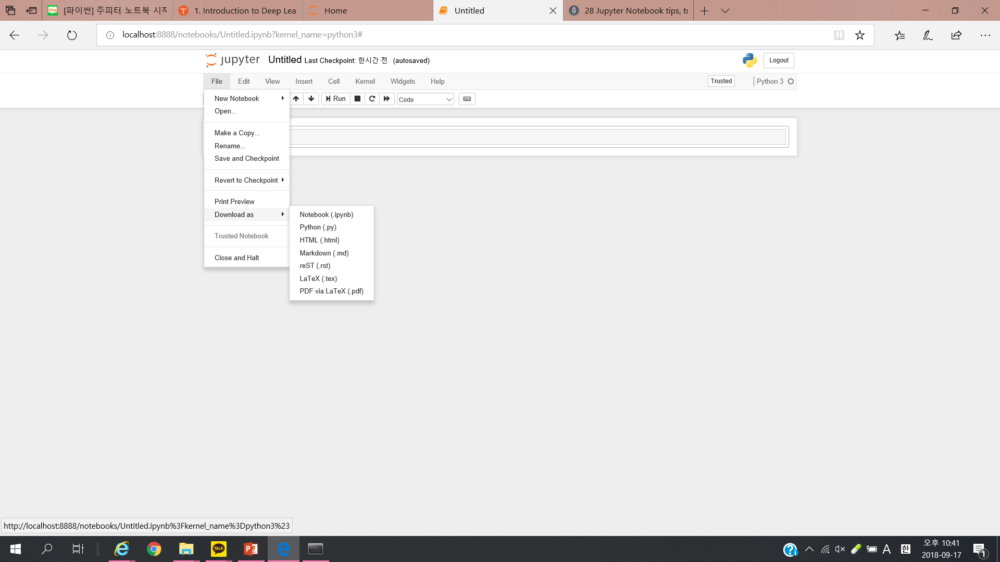 [파이썬] 주피터 노트북 시작
1. Introduction to Deep Lea
Home
Untitled
28 Jupyter Notebook tips, tr
localhost:8888/notebooks/Untitled.ipynb?kernel_name=python3#
jupyter Untitled Last Checkpoint: 한시간 전 (autosaved)
Logout
File Edit View Insert Cell Kernel Widgets Help
Trusted
Python 3
New Notebook
Run
Code
Open...
Make a Copy...
Rename...
Save and Checkpoint
Revert to Checkpoint
Print Preview
Download as
Notebook (.ipynb)
Python (.py)
HTML (.html)
Trusted Notebook
Markdown (.md)
Close and Halt
reST (.rst)
LaTeX (.tex)
PDF via LaTeX (.pdf)
http://localhost:8888/notebooks/Untitled.ipynb%3Fkernel_name%3Dpython3%23
TALK
A
한
오후 10:41
2018-09-17
1